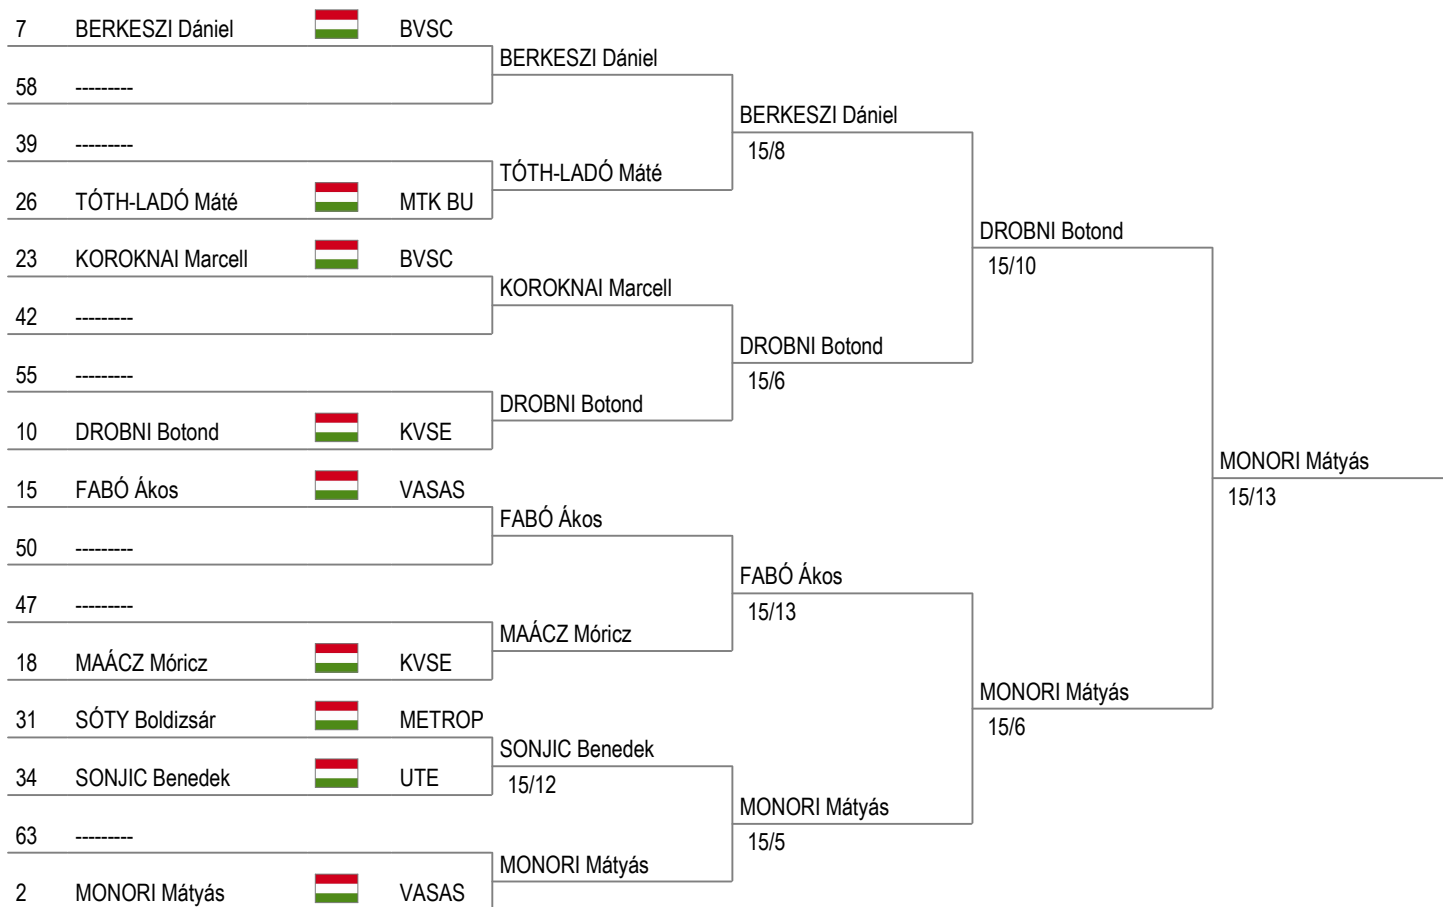 7 BERKESZI Dániel BVSC
BERKESZI Dániel
58 ---------
BERKESZI Dániel
15/8
39 ---------
TÓTH-LADÓ Máté
26 TÓTH-LADÓ Máté MTK BU
DROBNI Botond
15/10
23 KOROKNAI Marcell BVSC
KOROKNAI Marcell
42 ---------
DROBNI Botond
15/6
55 ---------
DROBNI Botond
10 DROBNI Botond KVSE
MONORI Mátyás
15/13
15 FABÓ Ákos VASAS
FABÓ Ákos
50 ---------
FABÓ Ákos
15/13
47 ---------
MAÁCZ Móricz
18 MAÁCZ Móricz KVSE
MONORI Mátyás
15/6
31 SÓTY Boldizsár METROP
SONJIC Benedek
15/12
34 SONJIC Benedek UTE
MONORI Mátyás
15/5
63 ---------
MONORI Mátyás
2 MONORI Mátyás VASAS